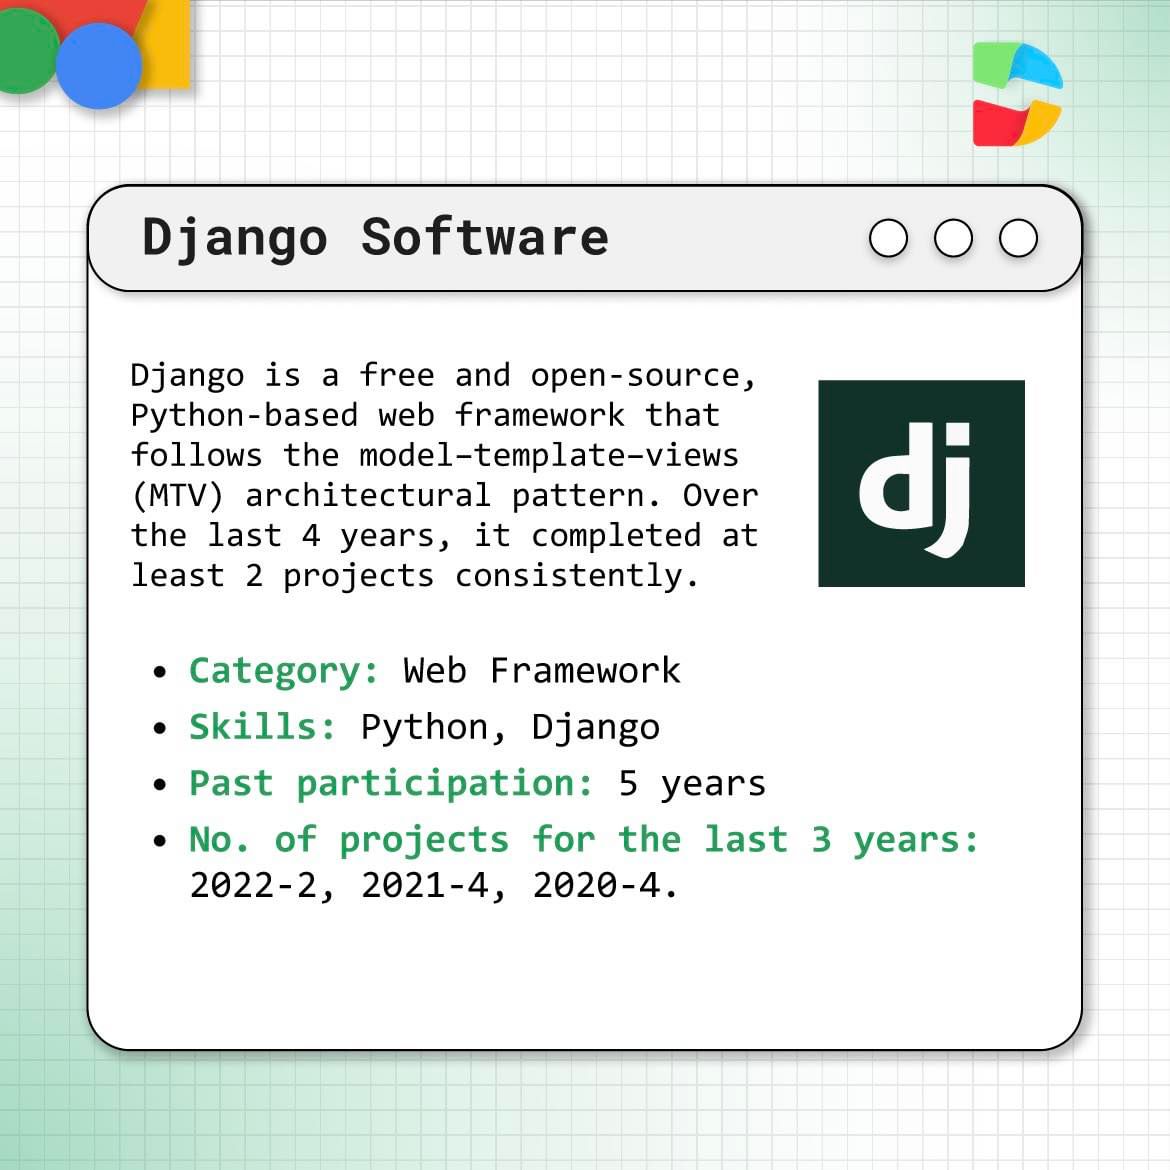 Django Software
Django is a free and open-source,
Python-based web framework that
follows the model–template–views
(MTV) architectural pattern. Over
the last 4 years, it completed at
least 2 projects consistently.
dj
• Category: Web Framework
• Skills: Python, Django
• Past participation: 5 years
• No. of projects for the last 3 years:
2022-2, 2021-4, 2020-4.